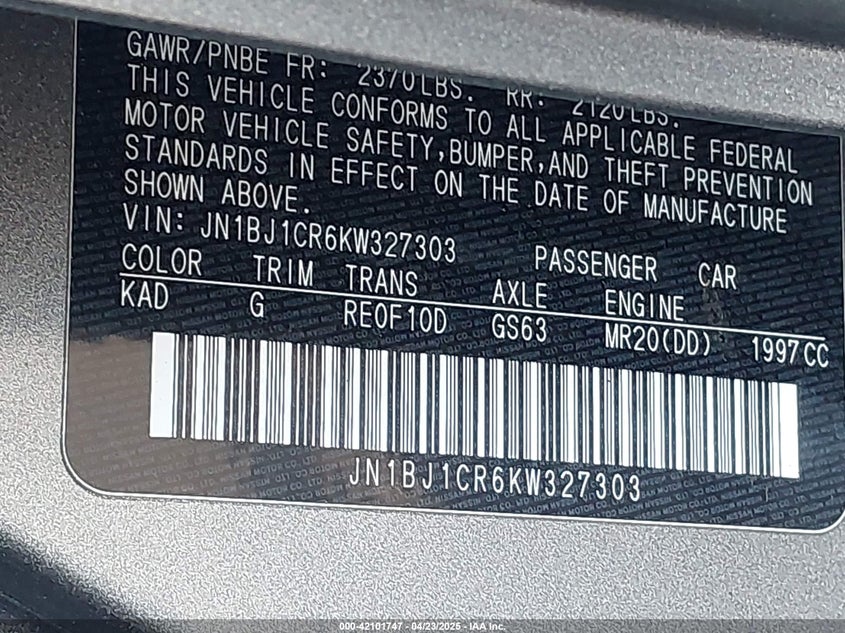 GAWR/PNBE FR: 2370LBS. RR: 2120LBS.
THIS VEHICLE CONFORMS TO ALL APPLICABLE FEDERAL
MOTOR VEHICLE SAFETY,BUMPER,AND THEFT PREVENTION
STANDARDS IN EFFECT ON THE DATE OF MANUFACTURE
SHOWN ABOVE.
VIN: JN1BJ1CR6KW327303 PASSENGER CAR
COLOR TRIM TRANS AXLE ENGINE
KAD G RE0F10D GS63 MR20(DD) 1997CC
JN1BJ1CR6KW327303
000-42101747 - 04/23/2025 - IAA Inc.